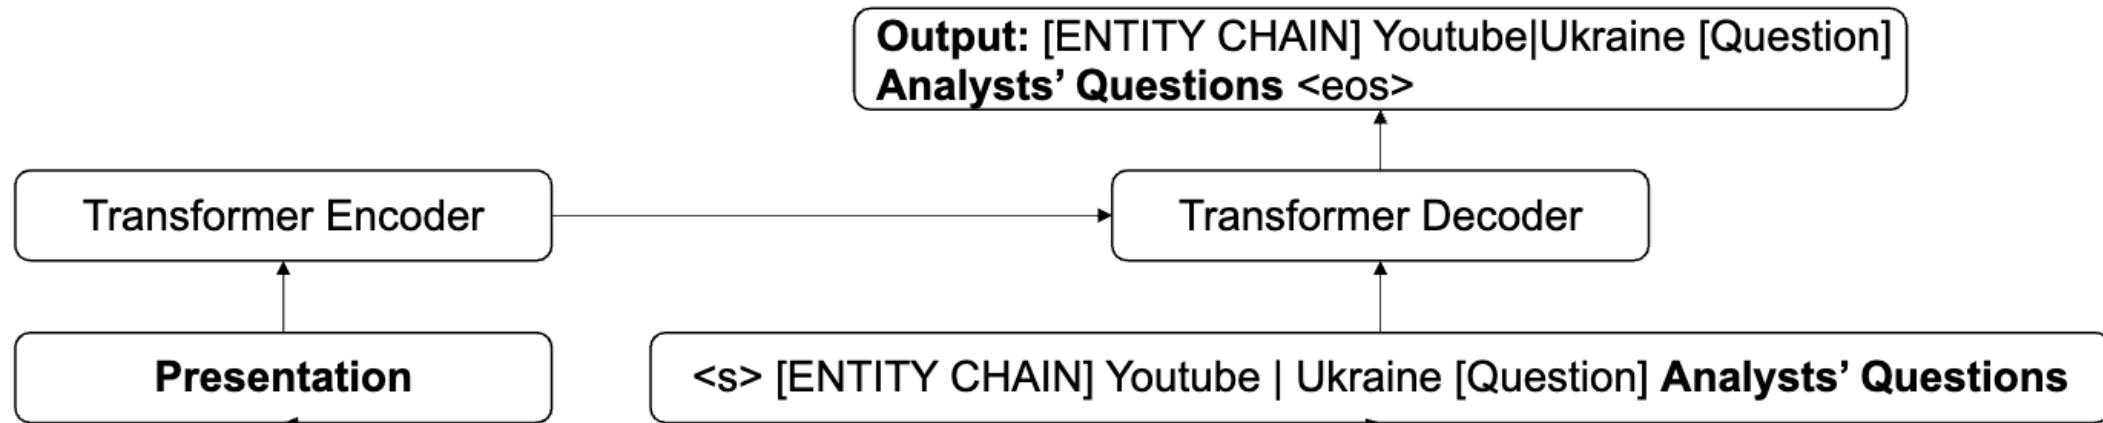 Output: [ENTITY CHAIN] Youtube|Ukraine [Question]
Analysts’ Questions <eos>
Transformer Encoder
Transformer Decoder
Presentation
<s> [ENTITY CHAIN] Youtube | Ukraine [Question] Analysts’ Questions